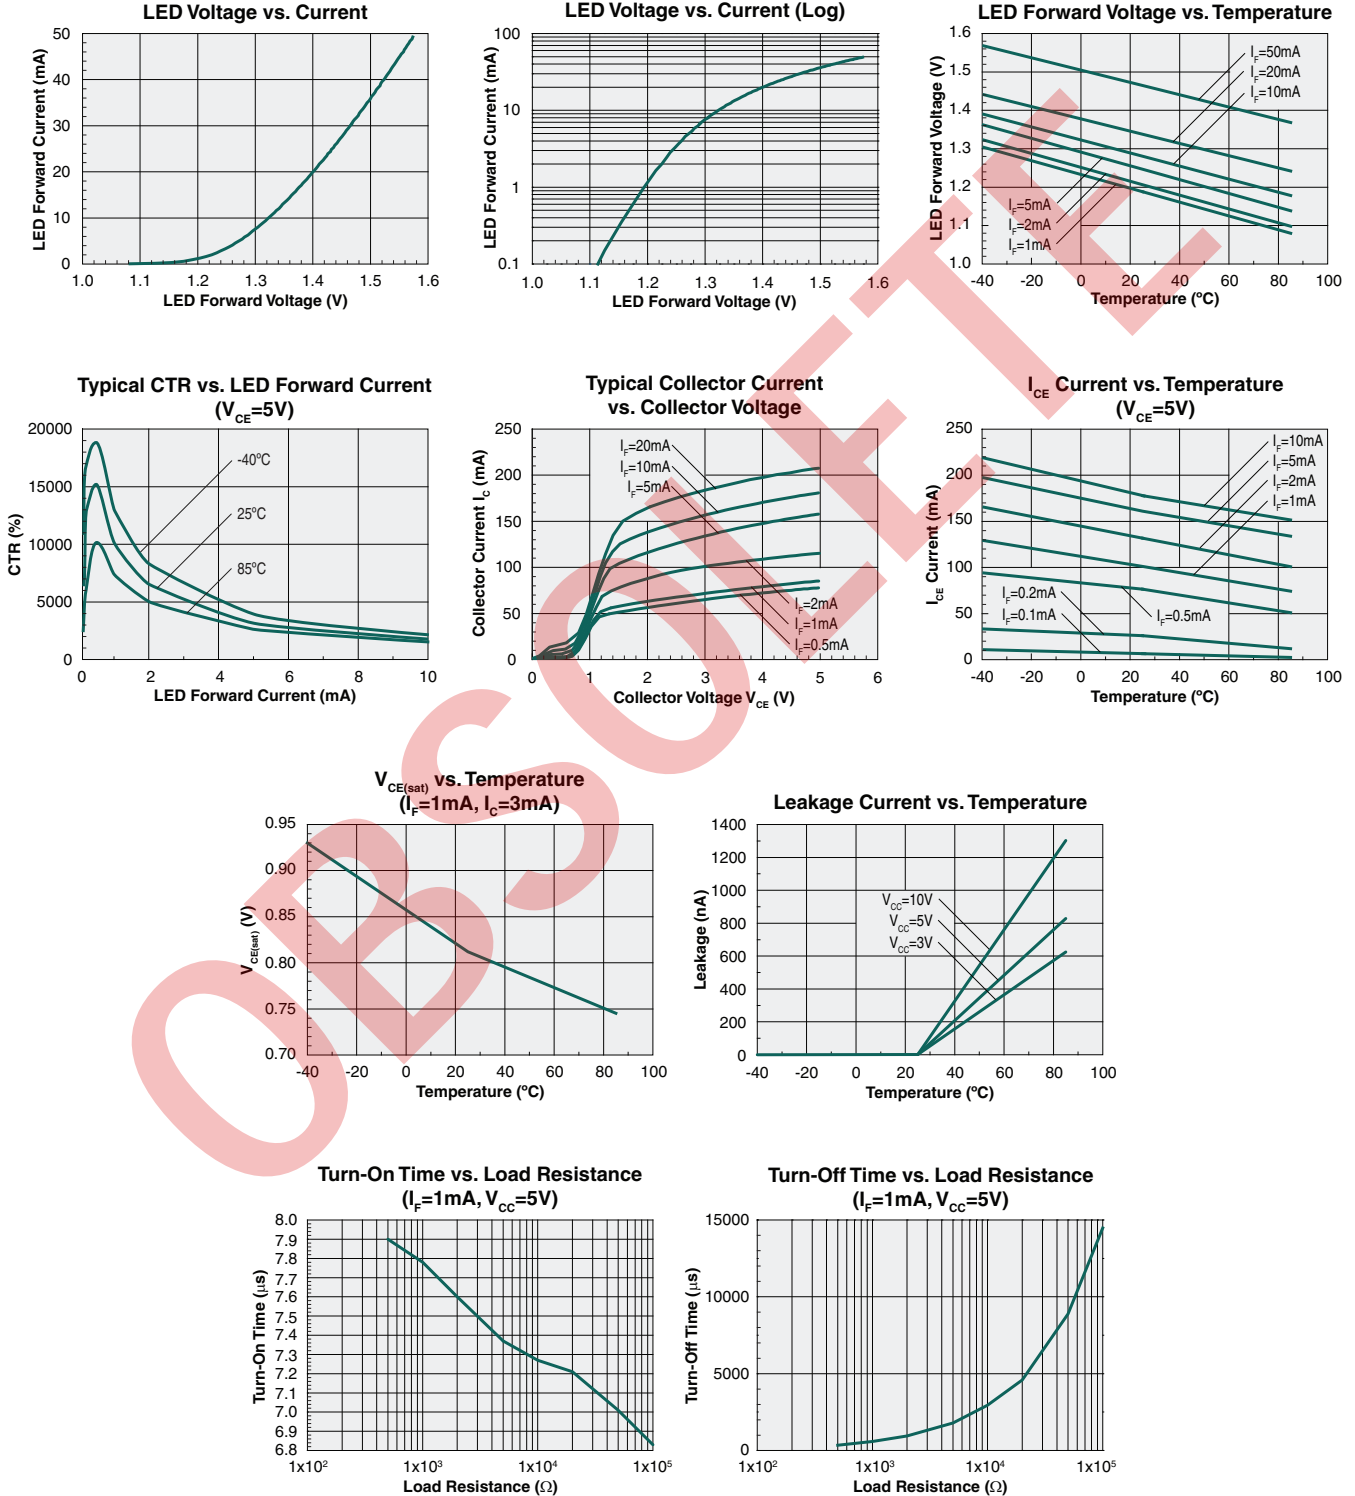 LED Voltage vs. Current
LED Forward Current (mA)
50
40
30
20
10
0
1.0 1.1 1.2 1.3 1.4 1.5 1.6
LED Forward Voltage (V)
LED Voltage vs. Current (Log)
LED Forward Current (mA)
100
10
1
0.1
1.0 1.1 1.2 1.3 1.4 1.5 1.6
LED Forward Voltage (V)
LED Forward Voltage vs. Temperature
LED Forward Voltage (V)
1.6
1.5
1.4
1.3
1.2
1.1
1.0
IF=50mA
IF=20mA
IF=10mA
IF=5mA
IF=2mA
IF=1mA
-40 -20 0 20 40 60 80 100
Temperature (ºC)
Typical CTR vs. LED Forward Current
(VCE=5V)
CTR (%)
20000
15000
10000
5000
0
-40ºC
25ºC
85ºC
0 2 4 6 8 10
LED Forward Current (mA)
Typical Collector Current
vs. Collector Voltage
Collector Current IC (mA)
250
200
150
100
50
0
IF=20mA
IF=10mA
IF=5mA
IF=2mA
IF=1mA
IF=0.5mA
0 1 2 3 4 5 6
Collector Voltage VCE (V)
ICE Current vs. Temperature
(VCE=5V)
ICE Current (mA)
250
200
150
100
50
0
IF=10mA
IF=5mA
IF=2mA
IF=1mA
IF=0.2mA
IF=0.1mA
IF=0.5mA
-40 -20 0 20 40 60 80 100
Temperature (ºC)
VCE(sat) vs. Temperature
(IF=1mA, IC=3mA)
VCE(sat) (V)
0.95
0.90
0.85
0.80
0.75
0.70
-40 -20 0 20 40 60 80 100
Temperature (ºC)
Leakage Current vs. Temperature
Leakage (nA)
1400
1200
1000
800
600
400
200
0
VCC=10V
VCC=5V
VCC=3V
-40 -20 0 20 40 60 80 100
Temperature (ºC)
Turn-On Time vs. Load Resistance
(IF=1mA, VCC=5V)
Turn-On Time (μs)
8.0
7.9
7.8
7.7
7.6
7.5
7.4
7.3
7.2
7.1
7.0
6.9
6.8
1x10² 1x10³ 1x10⁴ 1x10⁵
Load Resistance (Ω)
Turn-Off Time vs. Load Resistance
(IF=1mA, VCC=5V)
Turn-Off Time (μs)
15000
10000
5000
0
1x10² 1x10³ 1x10⁴ 1x10⁵
Load Resistance (Ω)
OBSOLETE